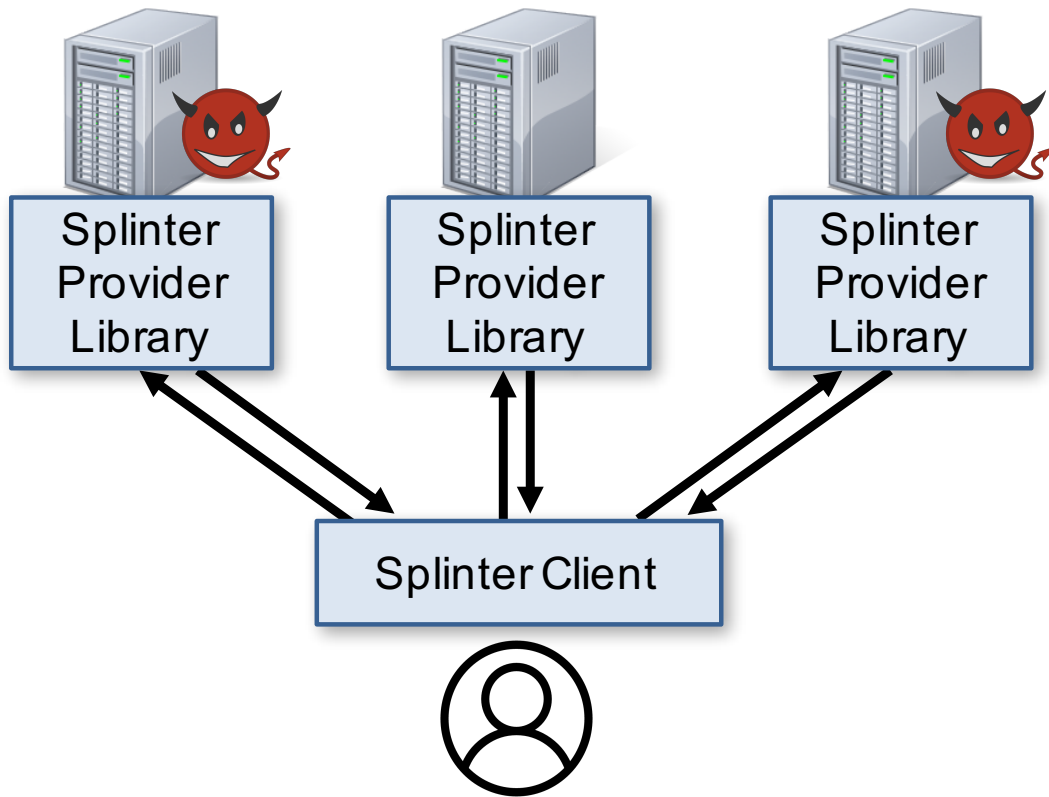 Splinter
Provider
Library
Splinter
Provider
Library
Splinter
Provider
Library
Splinter Client